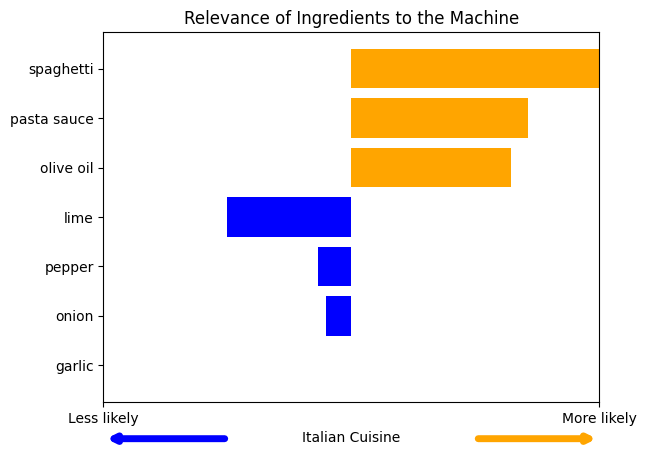 Relevance of Ingredients to the Machine
spaghetti
pasta sauce
olive oil
lime
pepper
onion
garlic
Less likely
More likely
Italian Cuisine